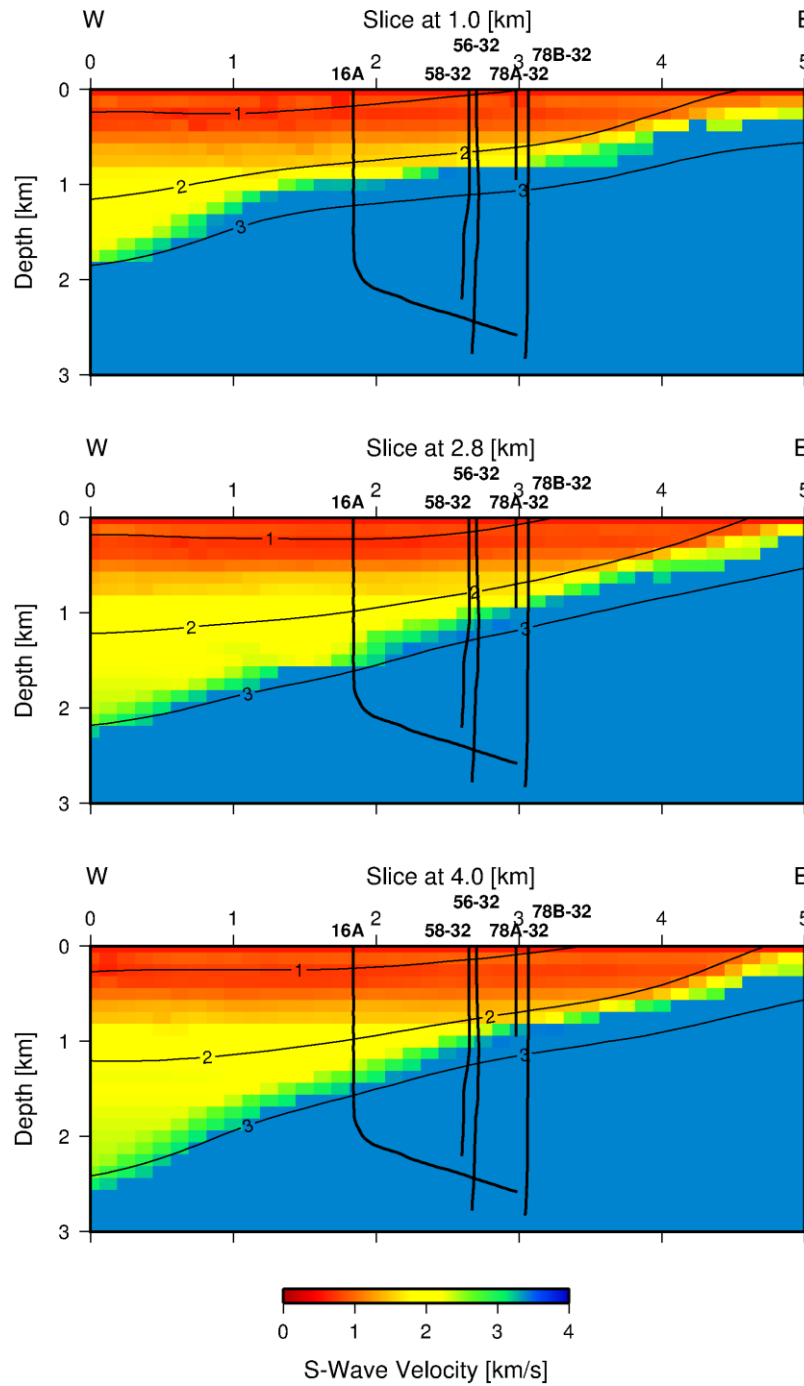 W Slice at 1.0 [km] E
56-32
0 1 2 3 4 5
16A 58-32 78A-32 78B-32
0
1
2
3
Depth [km]
1
2
3
W Slice at 2.8 [km] E
56-32
0 1 2 3 4 5
16A 58-32 78A-32 78B-32
0
1
2
3
Depth [km]
1
2
3
W Slice at 4.0 [km] E
56-32
0 1 2 3 4 5
16A 58-32 78A-32 78B-32
0
1
2
3
Depth [km]
1
2
3
0 1 2 3 4
S-Wave Velocity [km/s]